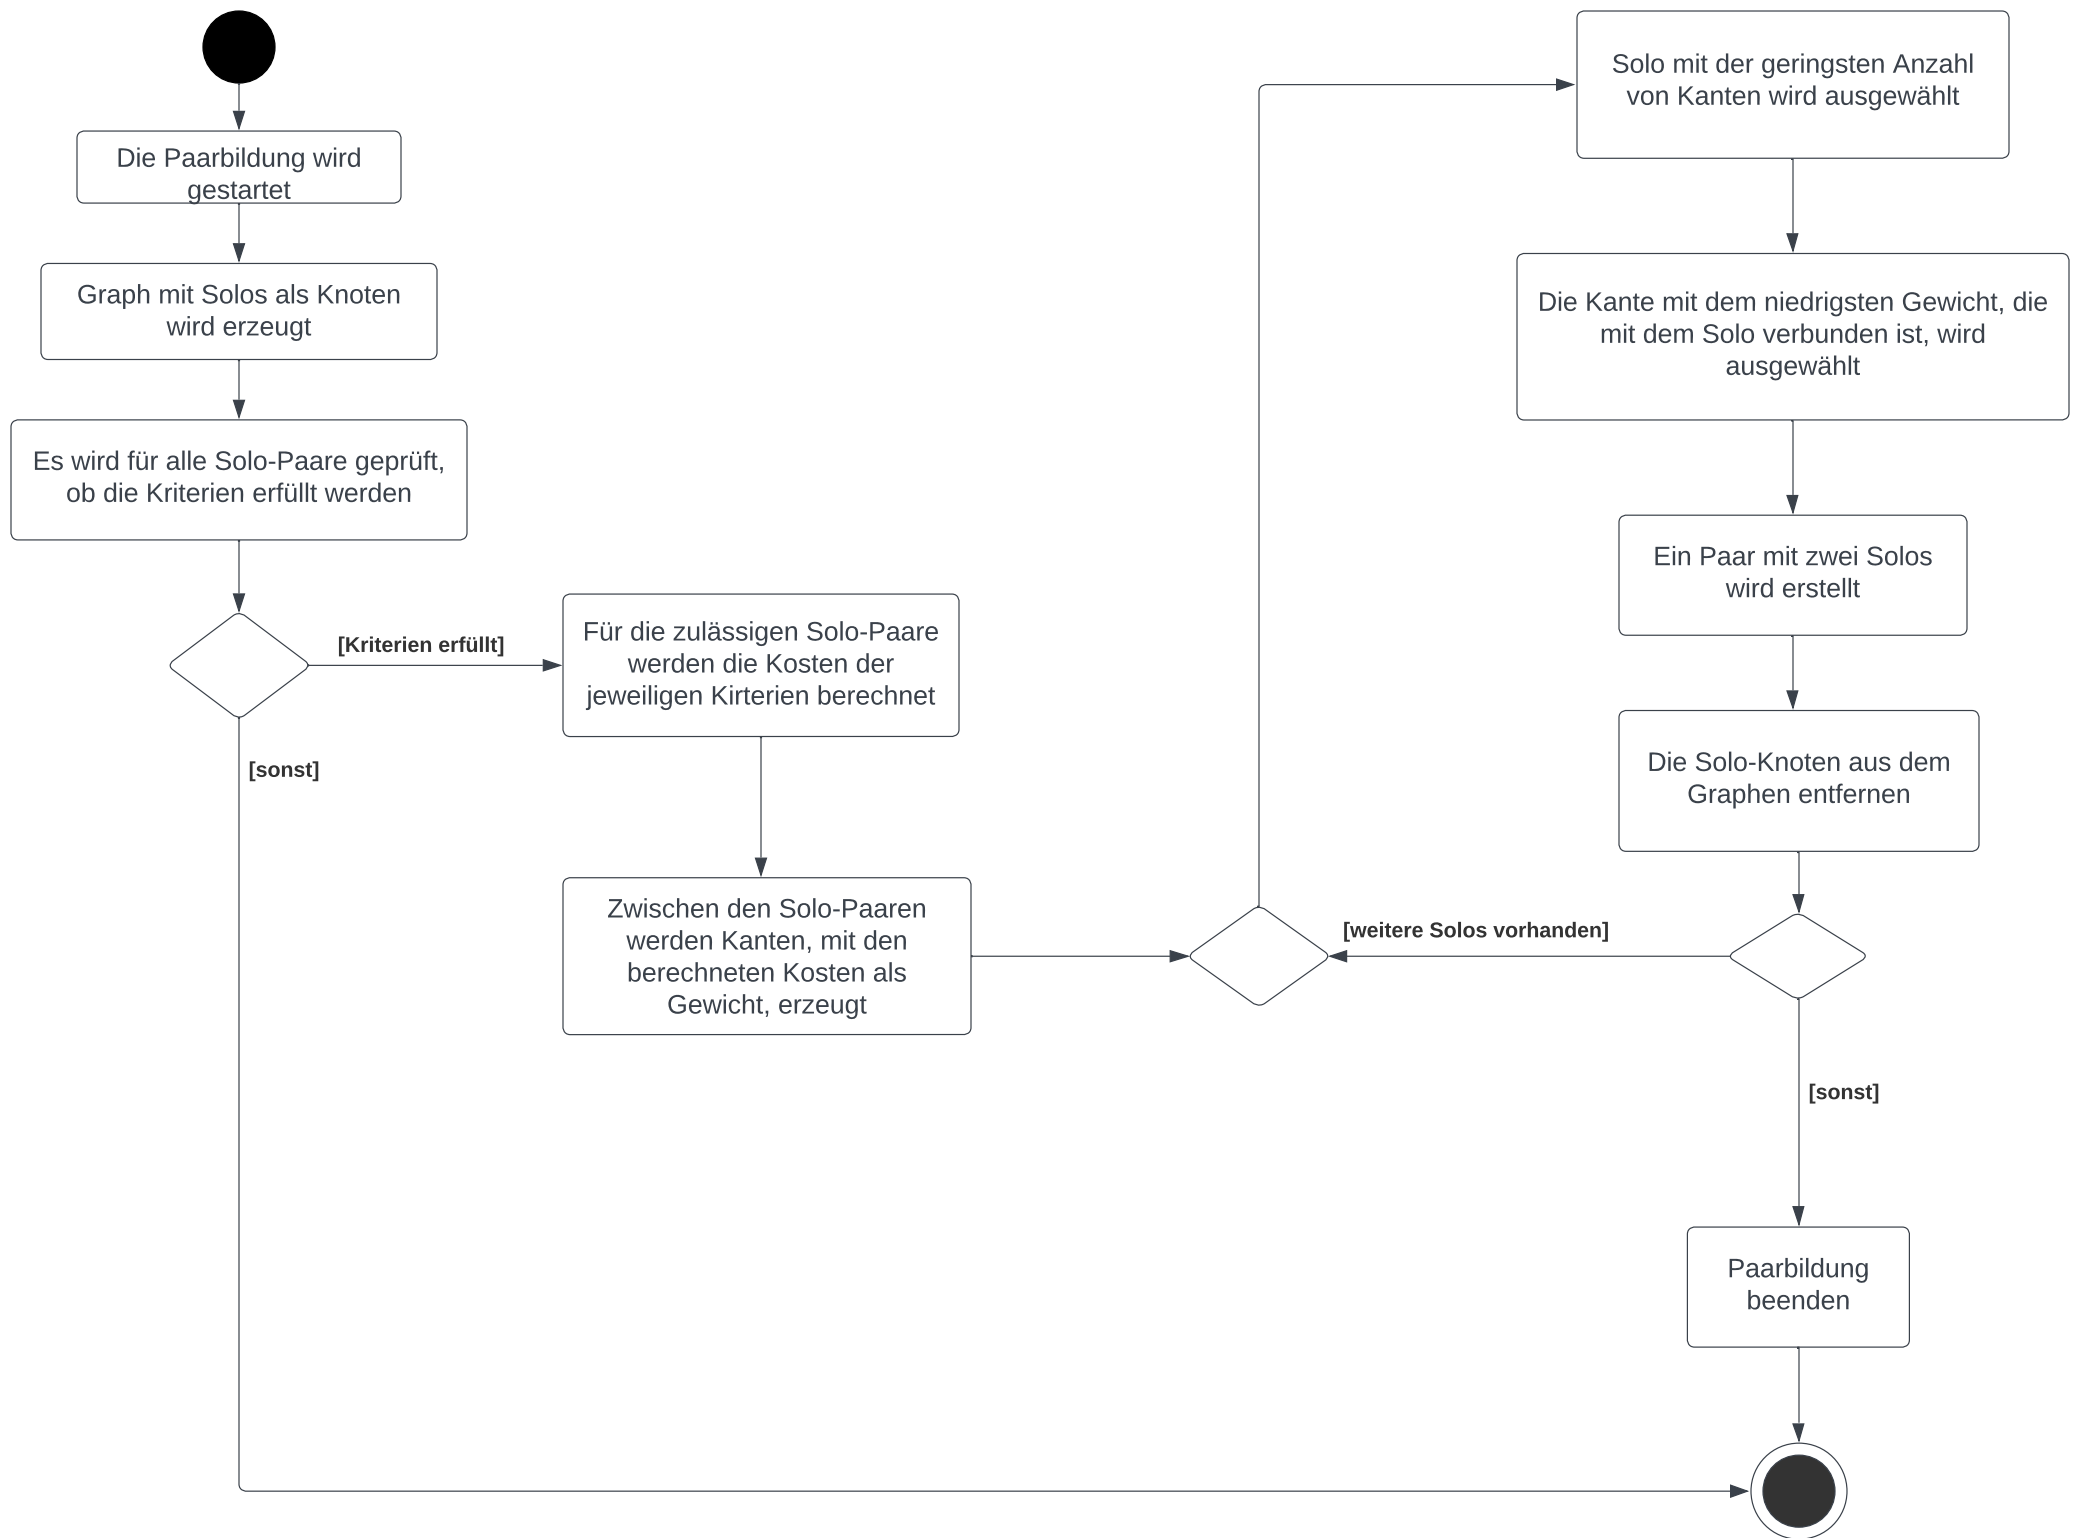 Die Paarbildung wird
gestartet
Graph mit Solos als Knoten
wird erzeugt
Es wird für alle Solo-Paare geprüft,
ob die Kriterien erfüllt werden
[Kriterien erfüllt]
[sonst]
Für die zulässigen Solo-Paare
werden die Kosten der
jeweiligen Kirterien berechnet
Zwischen den Solo-Paaren
werden Kanten, mit den
berechneten Kosten als
Gewicht, erzeugt
Solo mit der geringsten Anzahl
von Kanten wird ausgewählt
Die Kante mit dem niedrigsten Gewicht, die
mit dem Solo verbunden ist, wird
ausgewählt
Ein Paar mit zwei Solos
wird erstellt
Die Solo-Knoten aus dem
Graphen entfernen
[weitere Solos vorhanden]
[sonst]
Paarbildung
beenden